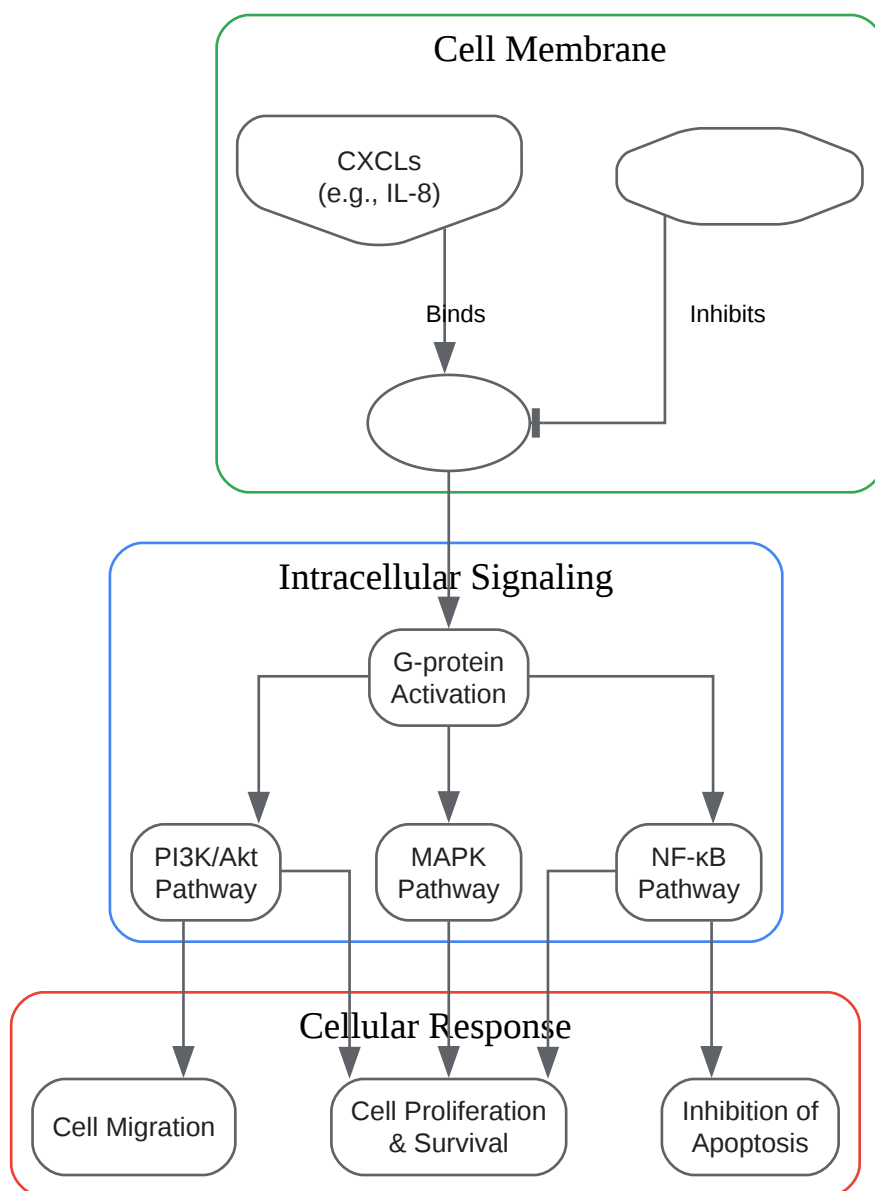 Cell Membrane
CXCLs
(e.g., IL-8)
Binds
Inhibits
Intracellular Signaling
G-protein
Activation
PI3K/Akt
Pathway
MAPK
Pathway
NF-κB
Pathway
Cellular Response
Cell Migration
Cell Proliferation
& Survival
Inhibition of
Apoptosis